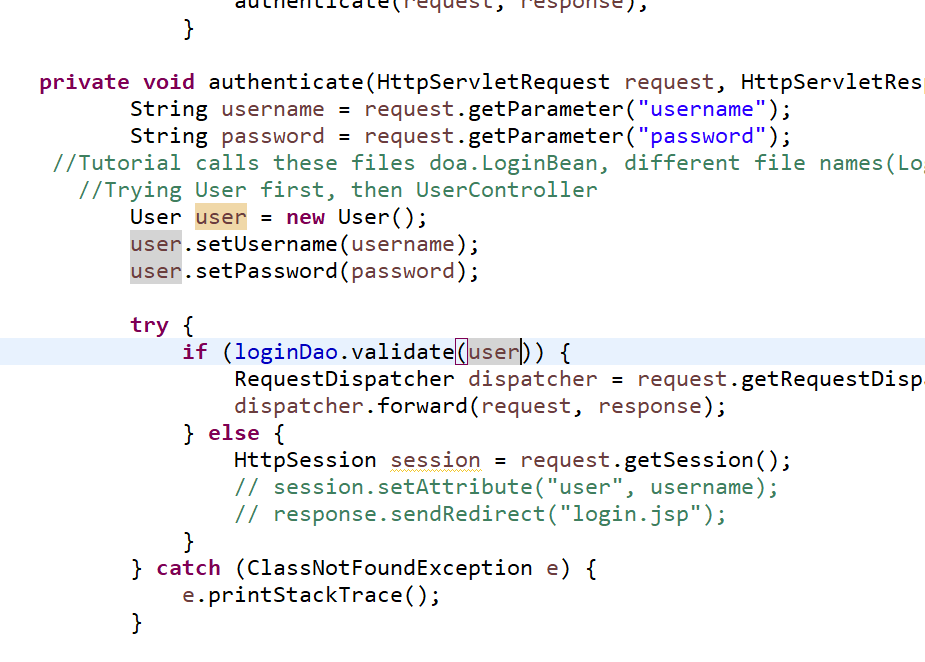 authenticate(request, response);
}
private void authenticate(HttpServletRequest request, HttpServletResp
String username = request.getParameter("username");
String password = request.getParameter("password");
//Tutorial calls these files doa.LoginBean, different file names(Lo
//Trying User first, then UserController
User user = new User();
user.setUsername(username);
user.setPassword(password);
try {
if (loginDao.validate(user)) {
RequestDispatcher dispatcher = request.getRequestDisp
dispatcher.forward(request, response);
} else {
HttpSession session = request.getSession();
// session.setAttribute("user", username);
// response.sendRedirect("login.jsp");
}
} catch (ClassNotFoundException e) {
e.printStackTrace();
}